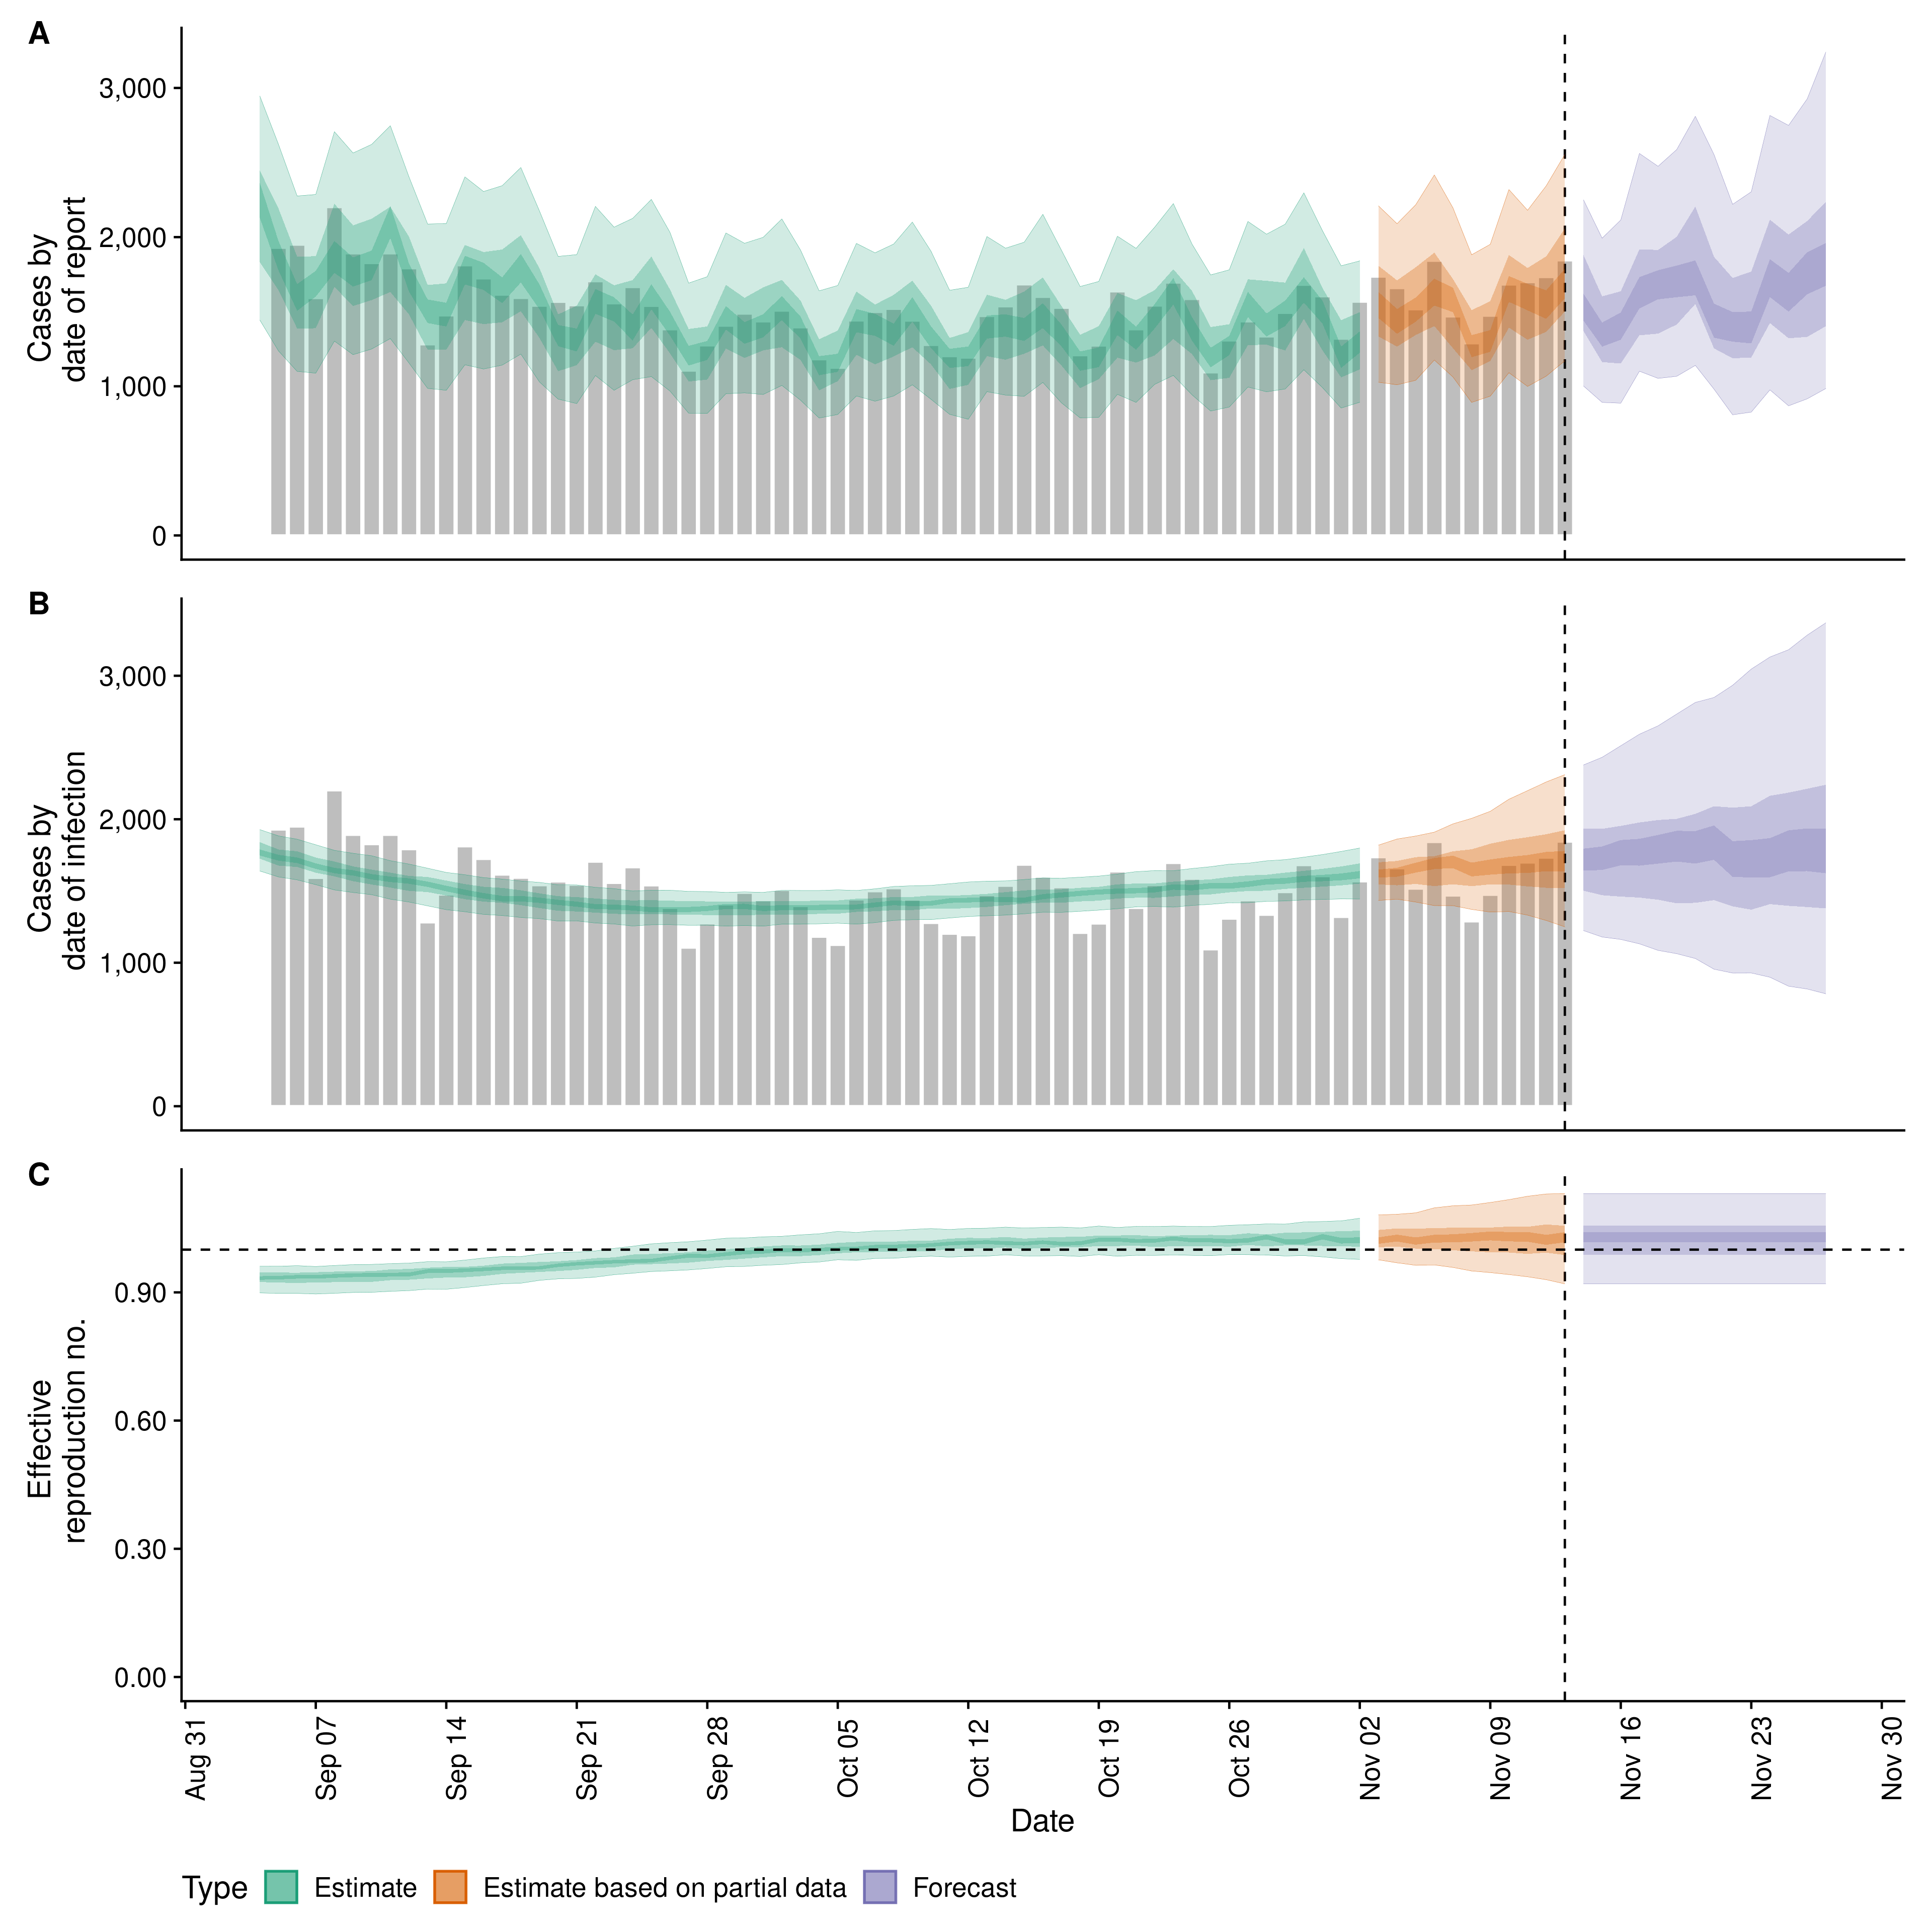 A
Cases by
date of report
3,000
2,000
1,000
0
B
Cases by
date of infection
3,000
2,000
1,000
0
C
Effective
reproduction no.
0.90
0.60
0.30
0.00
Aug 31
Sep 07
Sep 14
Sep 21
Sep 28
Oct 05
Oct 12
Oct 19
Oct 26
Nov 02
Nov 09
Nov 16
Nov 23
Nov 30
Date
Type Estimate Estimate based on partial data Forecast